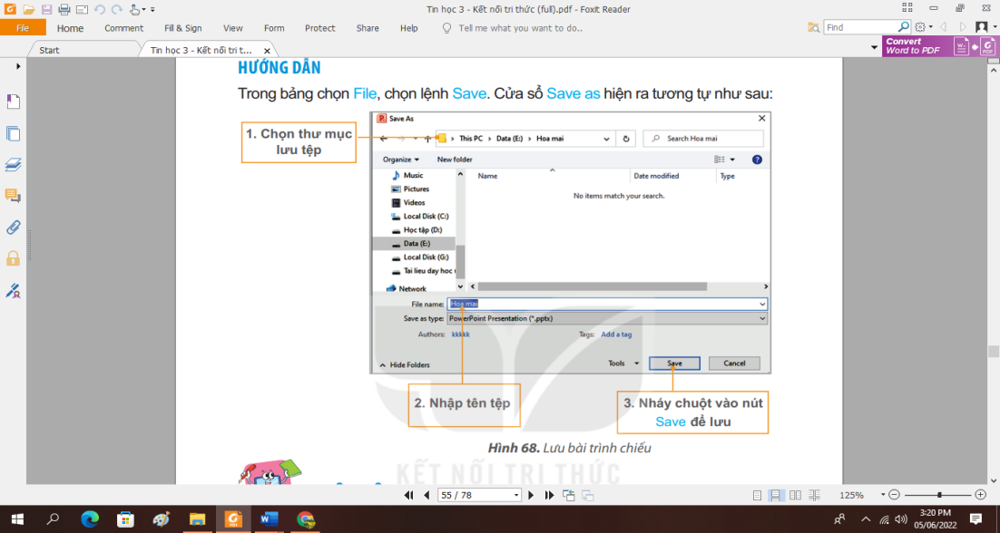 Tin học 3 - Kết nối tri thức (full).pdf - Foxit Reader
File Home Comment Fill & Sign View Form Protect Share Help Tell me what you want to do.. Find
Start Tin học 3 - Kết nối tri t... Convert
Word to PDF
HƯỚNG DẪN
Trong bảng chọn File, chọn lệnh Save. Cửa sổ Save as hiện ra tương tự như sau:
1. Chọn thư mục
lưu tệp
Save As
This PC Data (E:) Hoa mai Search Hoa mai
Organize New folder
Name Date modified Type
No items match your search.
Music
Pictures
Videos
Local Disk (C:)
Học tập (D:)
Data (E:)
Local Disk (G:)
Tai lieu day hoc
Network
File name: Hoa mai
Save as type: PowerPoint Presentation (*.pptx)
Authors: kkkkk Tags: Add a tag
Hide Folders Tools Save Cancel
2. Nhập tên tệp
3. Nháy chuột vào nút
Save để lưu
Hình 68. Lưu bài trình chiếu
KẾT NỐI TRI THỨC
55 / 78 125%
3:20 PM
05/06/2022